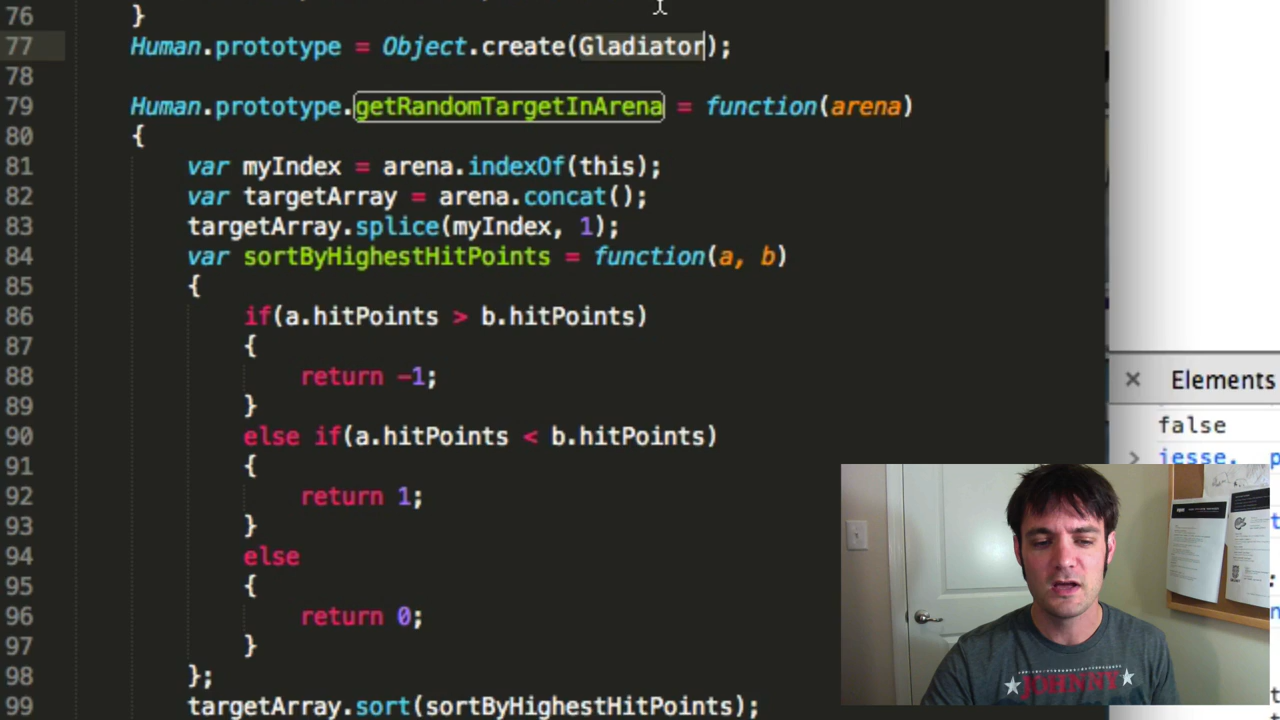 76 }
77 Human.prototype = Object.create(Gladiator);
78
79 Human.prototype.getRandomTargetInArena = function(arena)
80 {
81 var myIndex = arena.indexOf(this);
82 var targetArray = arena.concat();
83 targetArray.splice(myIndex, 1);
84 var sortByHighestHitPoints = function(a, b)
85 {
86 if(a.hitPoints > b.hitPoints)
87 {
88 return -1;
89 }
90 else if(a.hitPoints < b.hitPoints)
91 {
92 return 1;
93 }
94 else
95 {
96 return 0;
97 }
98 };
99 targetArray.sort(sortByHighestHitPoints);
× Elements
false
> jesse.
JOHNNY